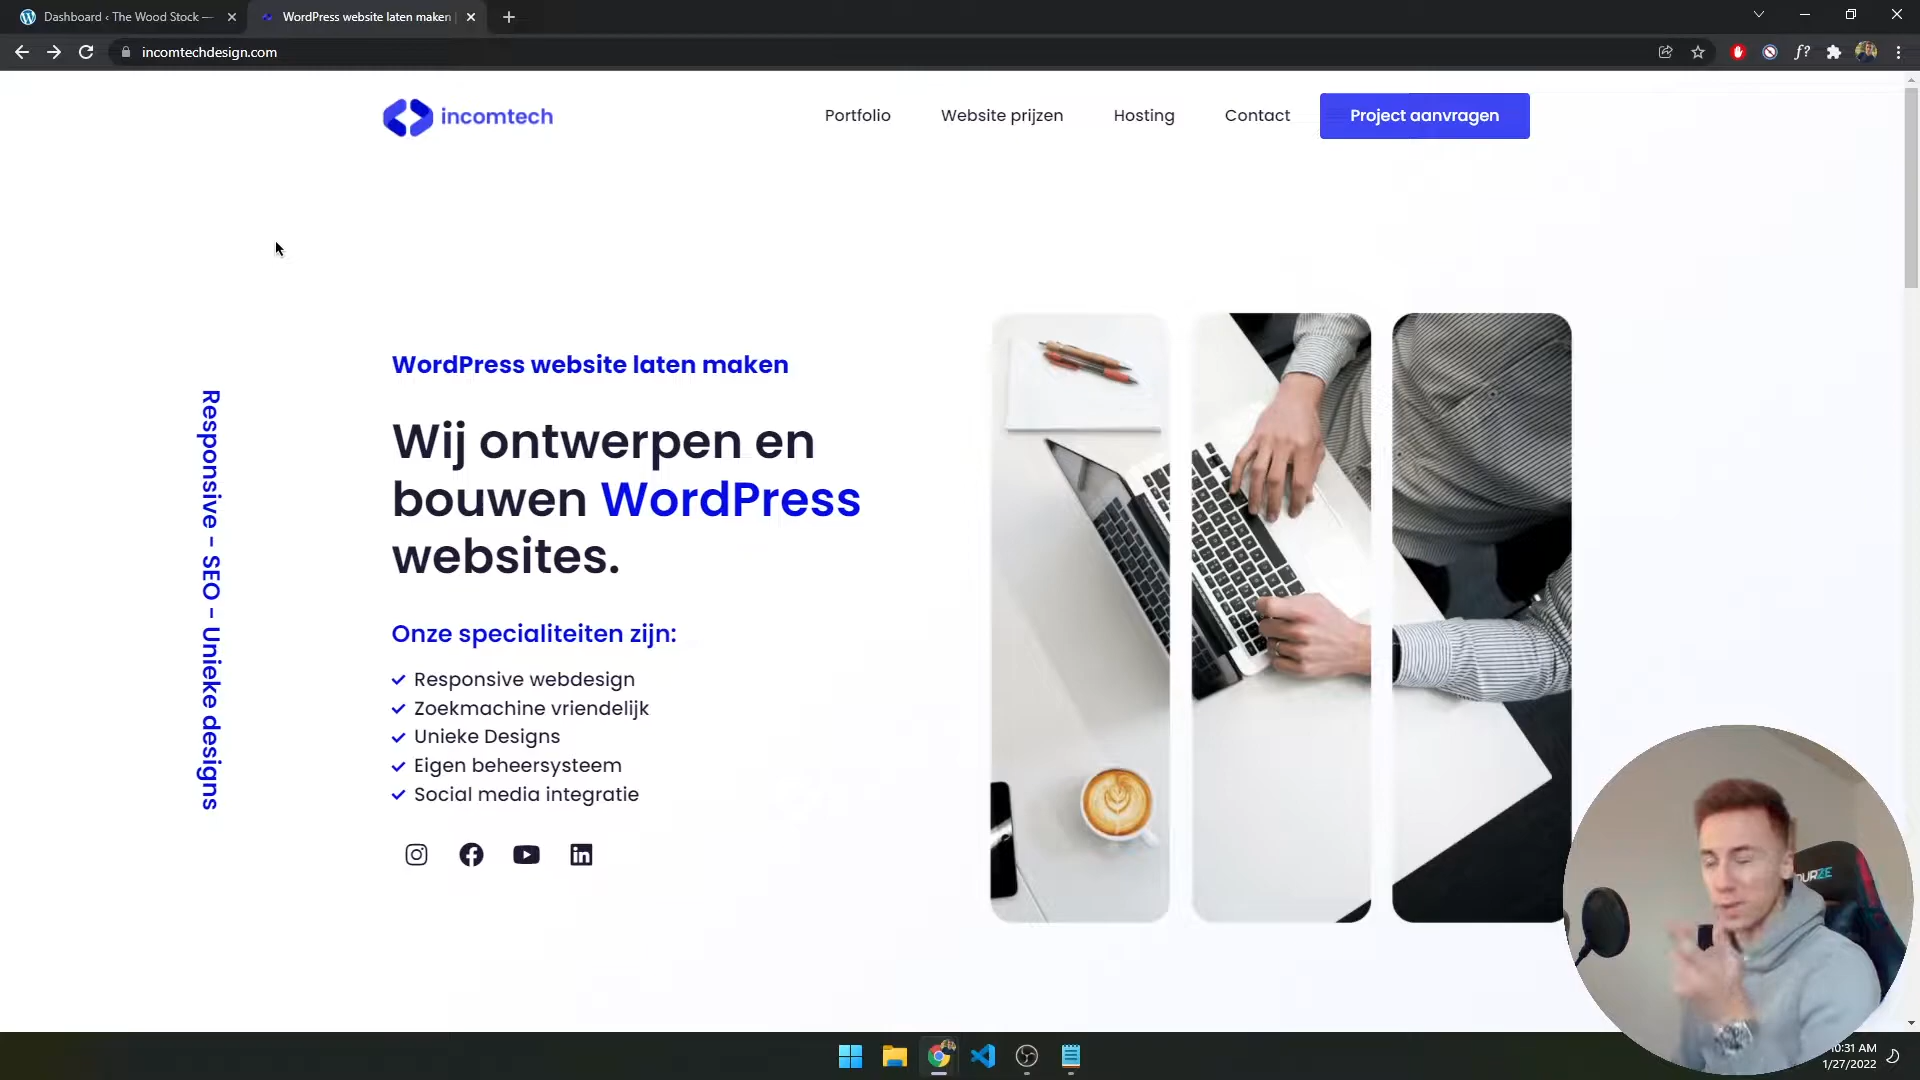 Dashboard ‹ The Wood Stock —
WordPress website laten maken |
incomtechdesign.com
f?
incomtech
Portfolio
Website prijzen
Hosting
Contact
Project aanvragen
Responsive - SEO - Unieke designs
WordPress website laten maken
Wij ontwerpen en
bouwen WordPress
websites.
Onze specialiteiten zijn:
Responsive webdesign
Zoekmachine vriendelijk
Unieke Designs
Eigen beheersysteem
Social media integratie
10:31 AM
1/27/2022